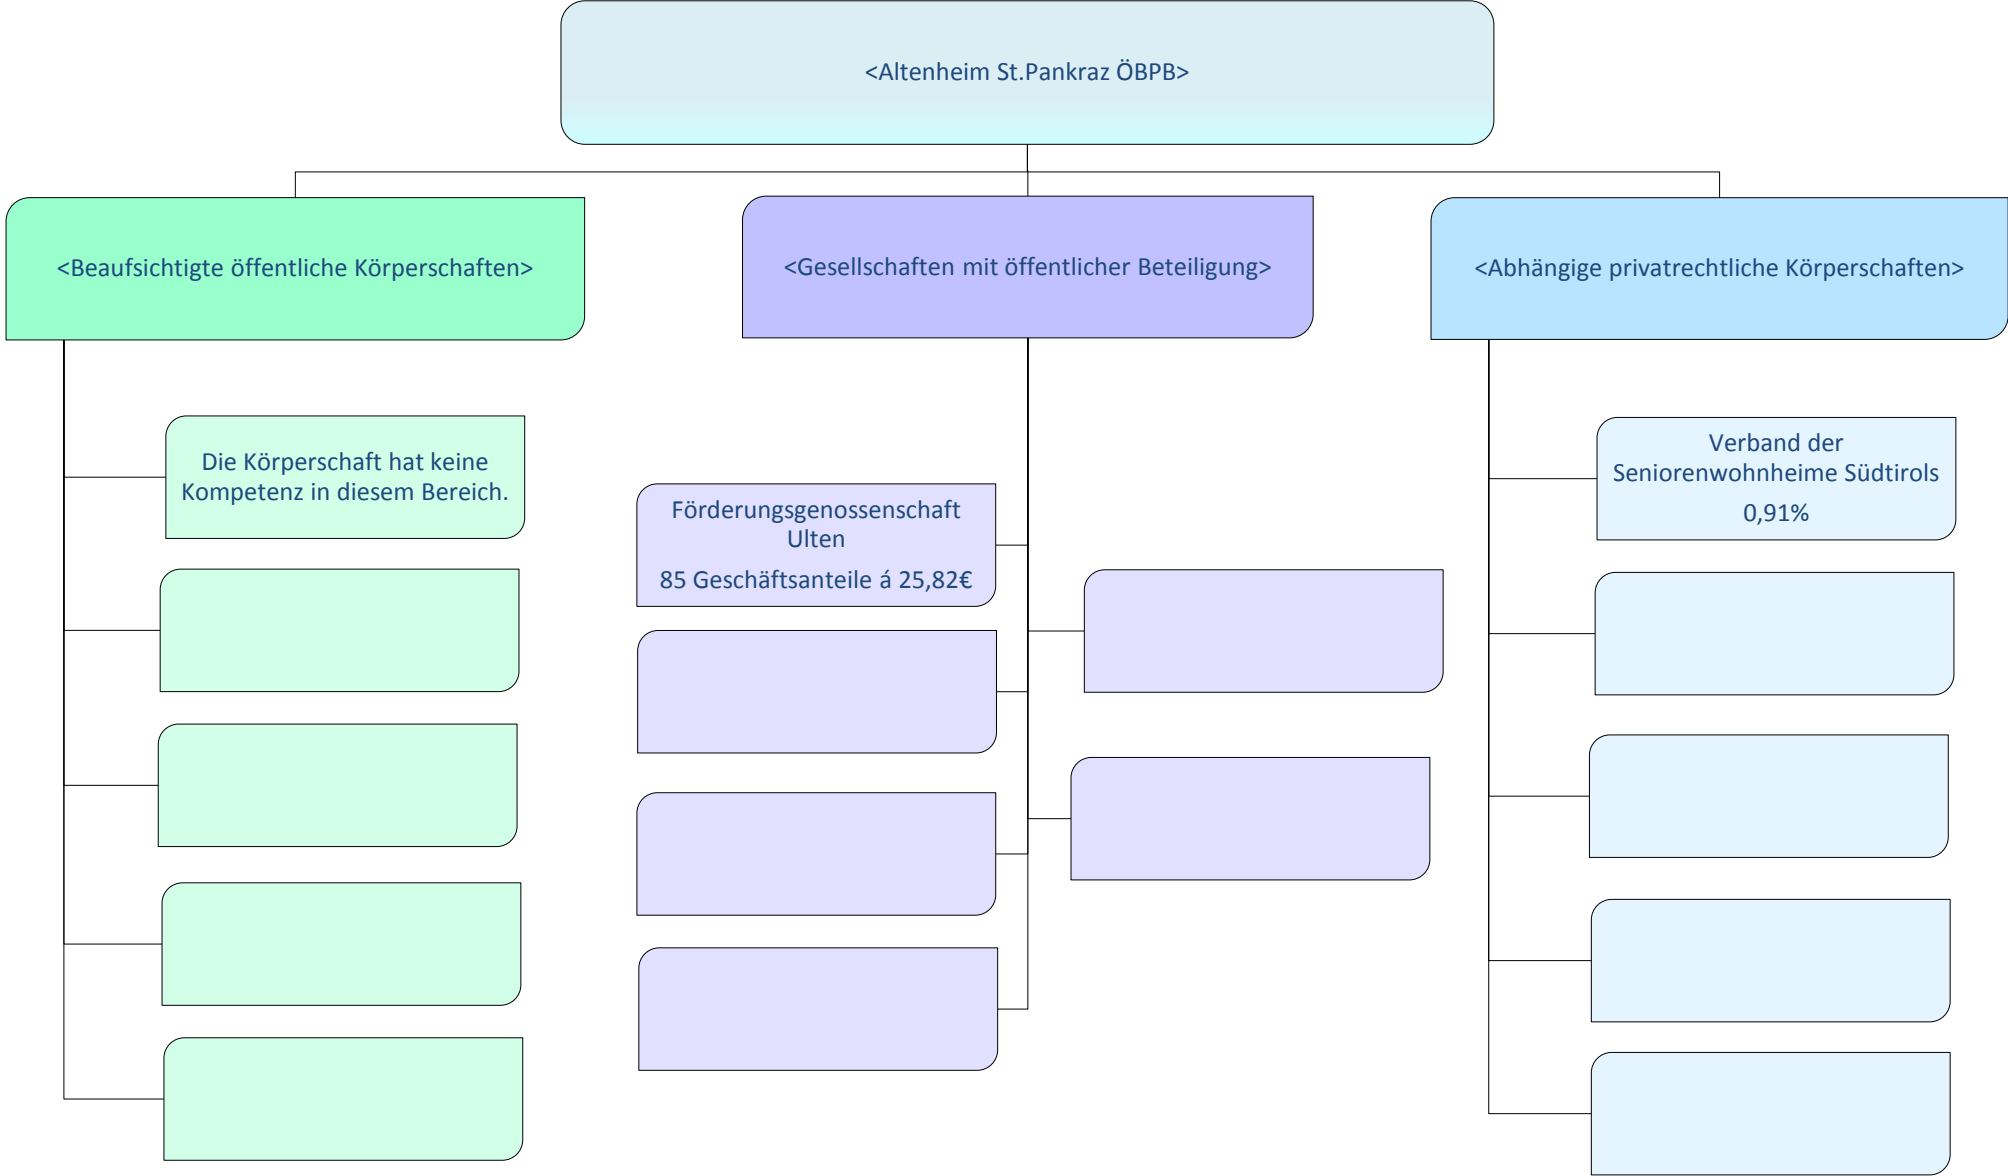 <Altenheim St.Pankraz ÖBPB>
<Beaufsichtigte öffentliche Körperschaften>
<Gesellschaften mit öffentlicher Beteiligung>
<Abhängige privatrechtliche Körperschaften>
Die Körperschaft hat keine
Kompetenz in diesem Bereich.
Förderungsgenossenschaft
Ulten
85 Geschäftsanteile á 25,82€
Verband der
Seniorenwohnheime Südtirols
0,91%